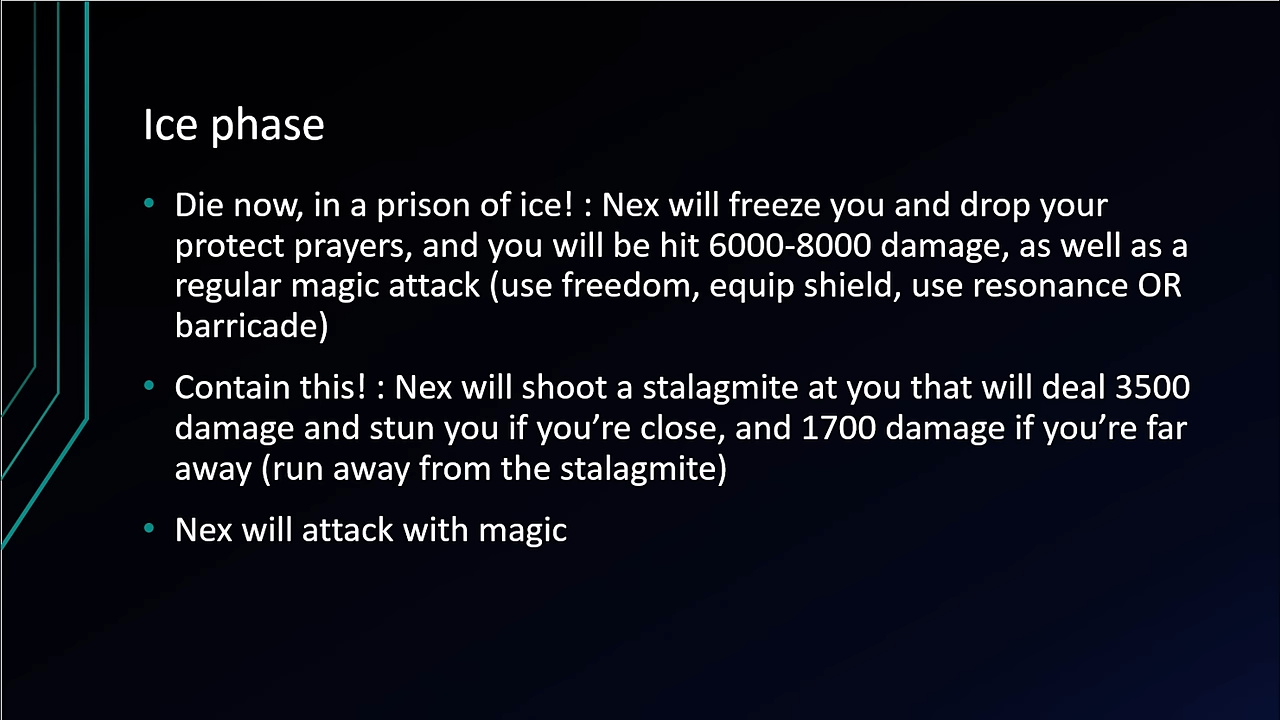 Ice phase
• Die now, in a prison of ice! : Nex will freeze you and drop your
protect prayers, and you will be hit 6000-8000 damage, as well as a
regular magic attack (use freedom, equip shield, use resonance OR
barricade)
• Contain this! : Nex will shoot a stalagmite at you that will deal 3500
damage and stun you if you’re close, and 1700 damage if you’re far
away (run away from the stalagmite)
• Nex will attack with magic